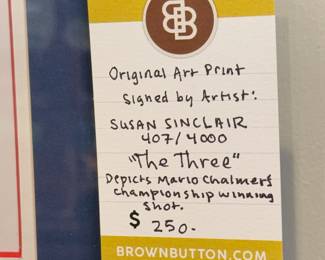 BB
Original Art Print
Signed by Artist:
SUSAN SINCLAIR
407/4000
"The Three"
Depicts Mario Chalmers
championship winning
shot.
$ 250-
BROWNBUTTON.COM